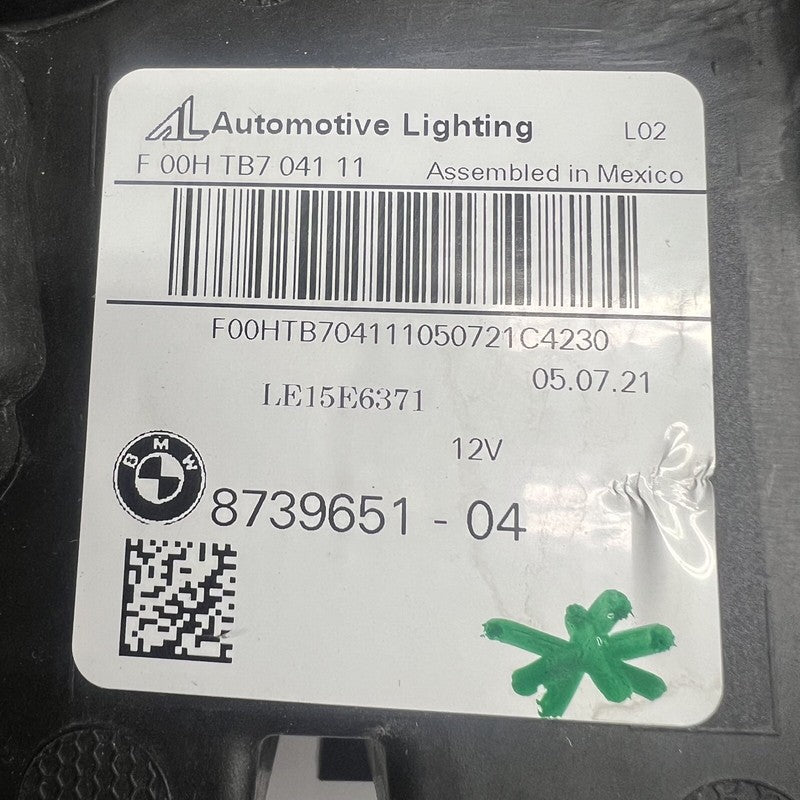 AL Automotive Lighting L02
F 00H TB7 041 11 Assembled in Mexico
F00HTB704111050721C4230
05.07.21
LE15E6371
12V
BMW
8739651 - 04